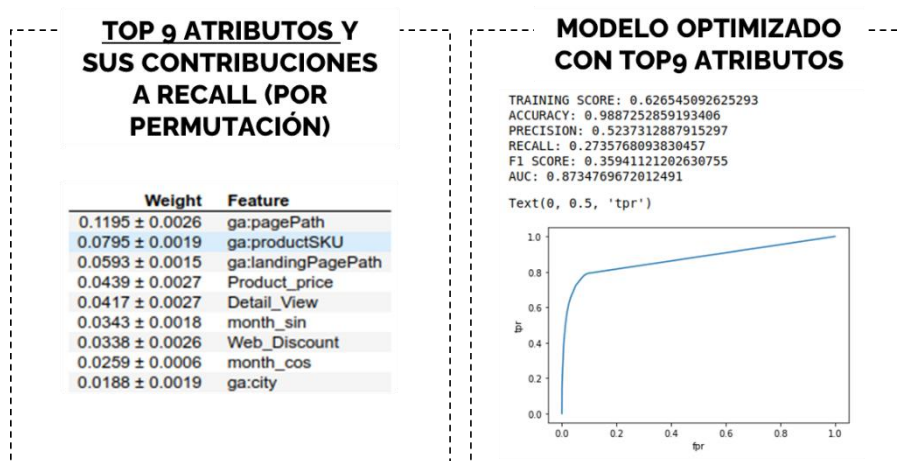 TOP 9 ATRIBUTOS Y
SUS CONTRIBUCIONES
A RECALL (POR
PERMUTACIÓN)
Weight Feature
0.1195 ± 0.0026 ga:pagePath
0.0795 ± 0.0019 ga:productSKU
0.0593 ± 0.0015 ga:landingPagePath
0.0439 ± 0.0027 Product_price
0.0417 ± 0.0027 Detail_View
0.0343 ± 0.0018 month_sin
0.0338 ± 0.0026 Web_Discount
0.0259 ± 0.0006 month_cos
0.0188 ± 0.0019 ga:city
MODELO OPTIMIZADO
CON TOP9 ATRIBUTOS
TRAINING SCORE: 0.626545092625293
ACCURACY: 0.9887252859193406
PRECISION: 0.5237312887915297
RECALL: 0.2735768093830457
F1 SCORE: 0.35941121202630755
AUC: 0.8734769672012491
Text(0, 0.5, 'tpr')
1.0
0.8
0.6
0.4
0.2
0.0
tpr
0.0 0.2 0.4 0.6 0.8 1.0
fpr